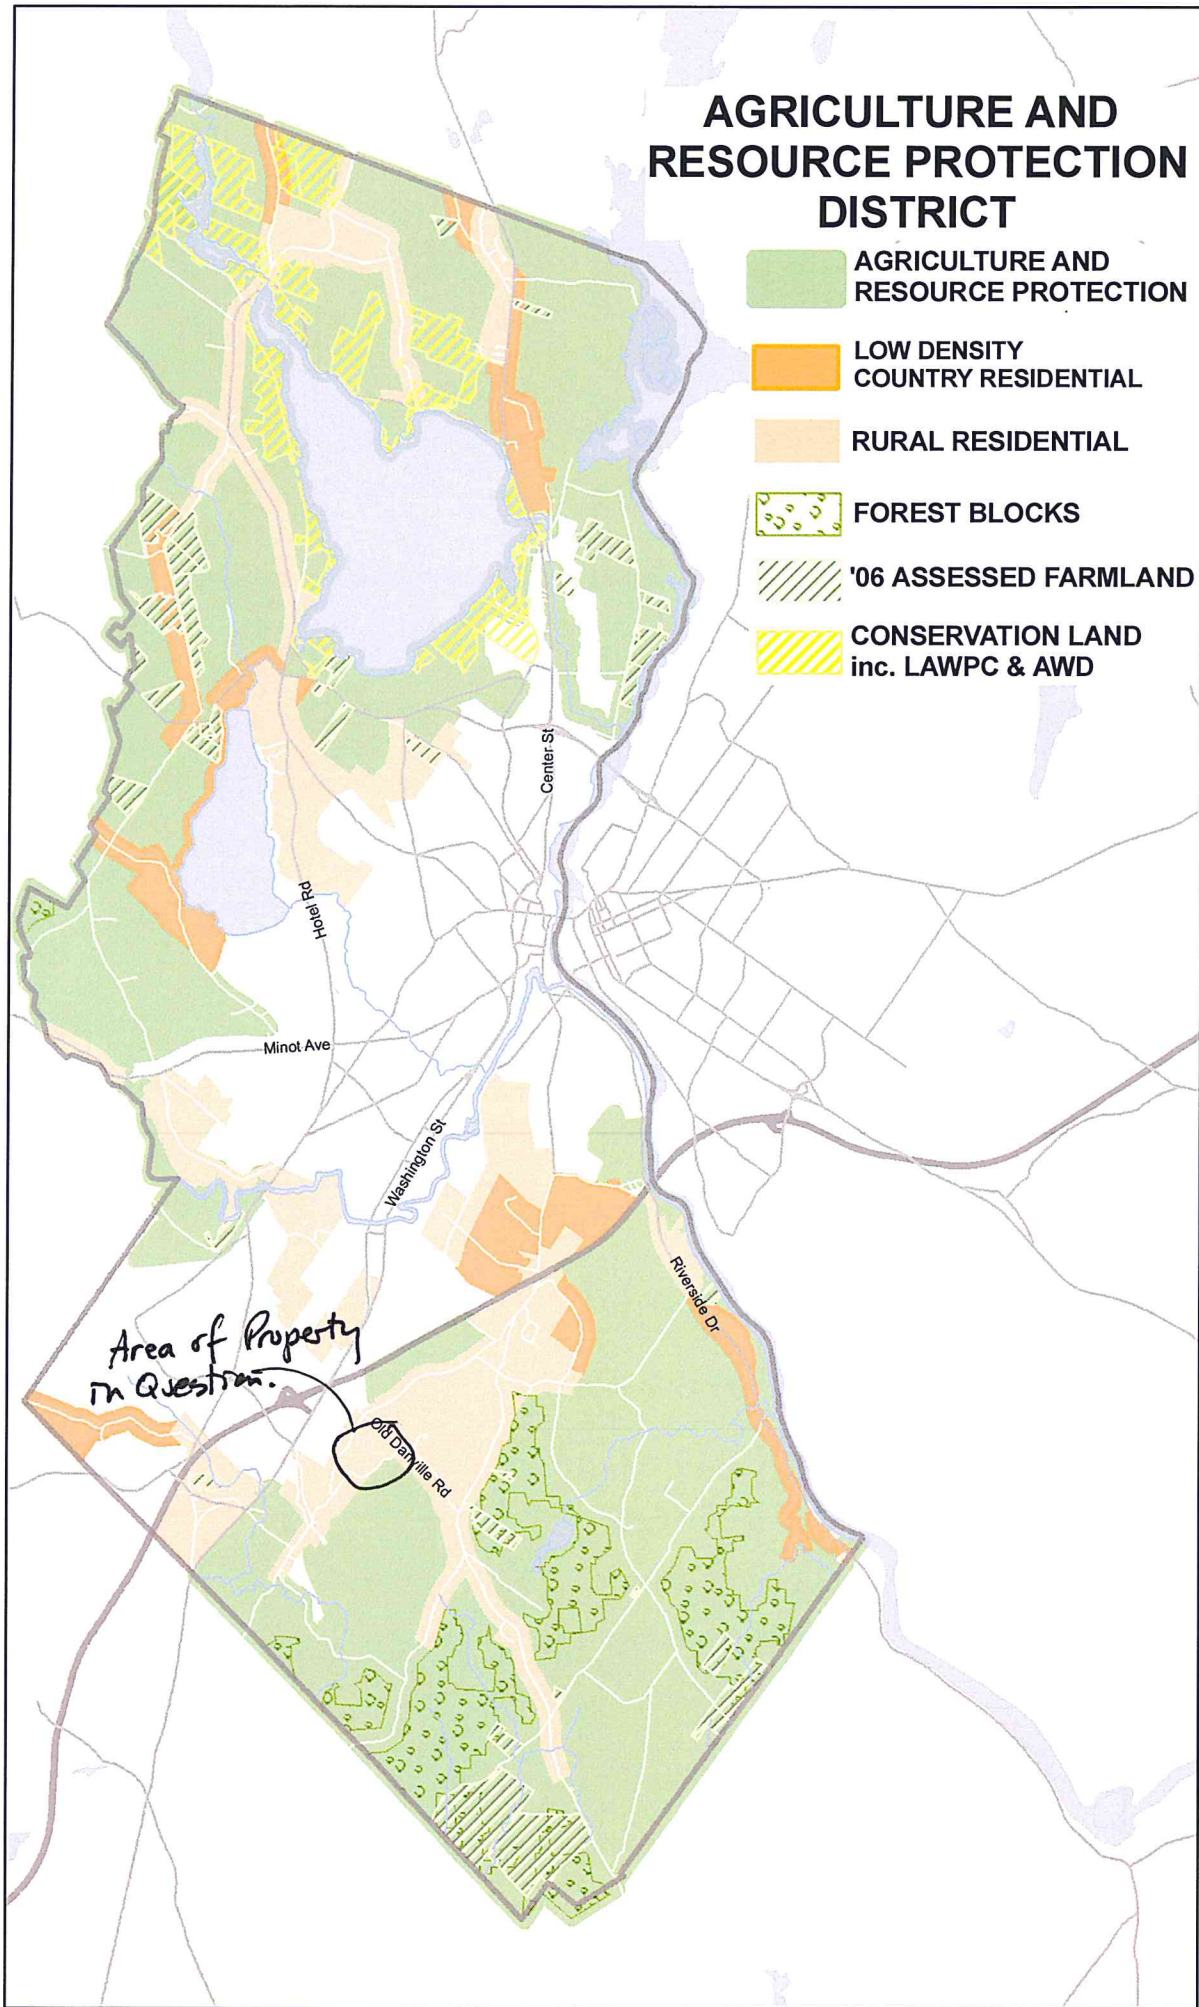 AGRICULTURE AND
RESOURCE PROTECTION
DISTRICT
AGRICULTURE AND
RESOURCE PROTECTION
LOW DENSITY
COUNTRY RESIDENTIAL
RURAL RESIDENTIAL
FOREST BLOCKS
'06 ASSESSED FARMLAND
CONSERVATION LAND
inc. LAWPC & AWD
Center St
Hotel Rd
Minot Ave
Washington St
Riverside Dr
Area of Property
in Question.
Old Danville Rd